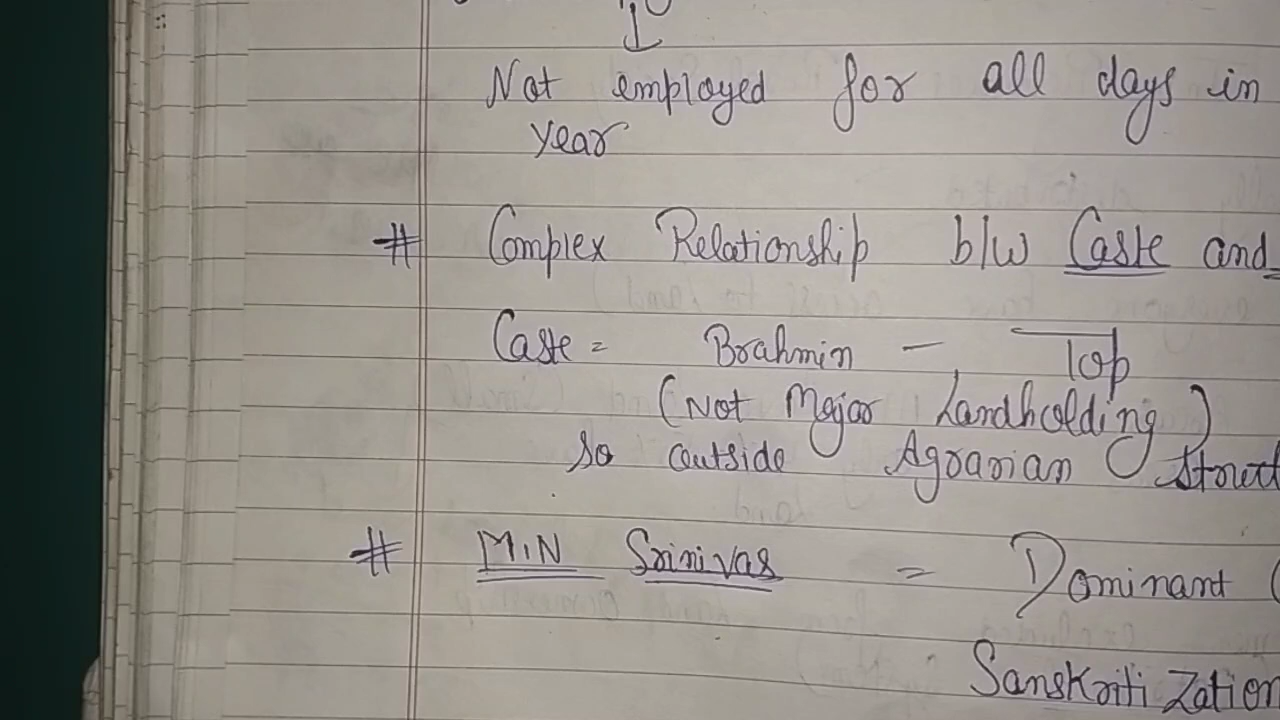 Not employed for all days in
year
# Complex Relationship b/w Caste and
Caste = Brahmin - Top
(Not Major Landholding)
so outside Agrarian Struct
# M.N Srinivas = Dominant (
Sanskritization